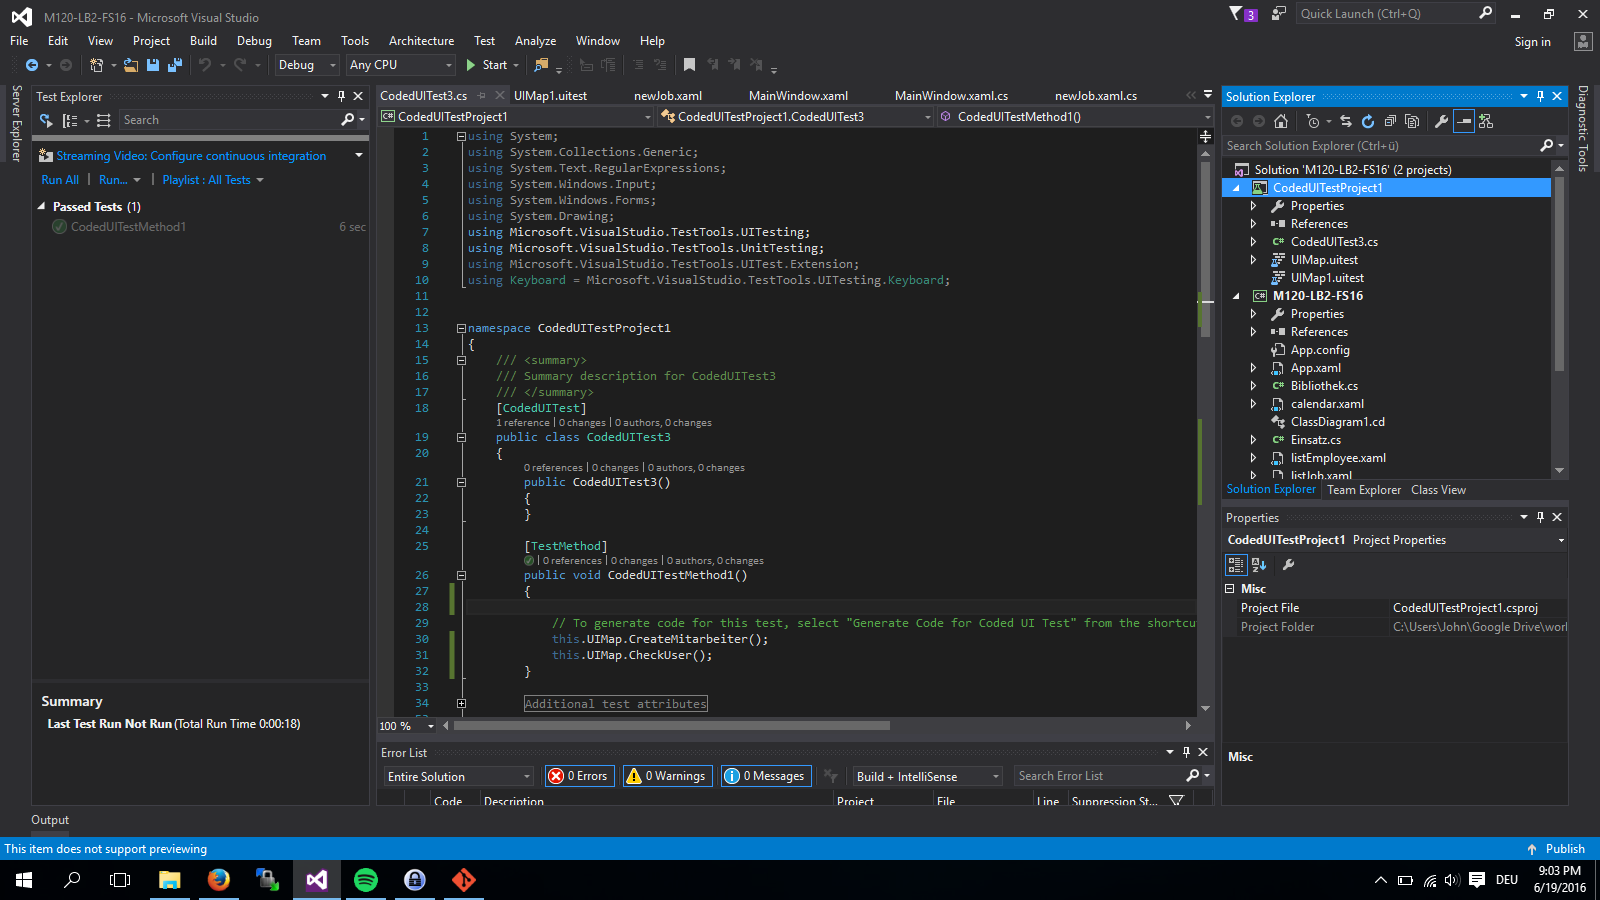 M120-LB2-FS16 - Microsoft Visual Studio
3
Quick Launch (Ctrl+Q)
File Edit View Project Build Debug Team Tools Architecture Test Analyze Window Help
Sign in
Debug Any CPU Start
Server Explorer
Test Explorer
Search
Streaming Video: Configure continuous integration
Run All | Run... | Playlist : All Tests
Passed Tests (1)
CodedUITestMethod1 6 sec
Summary
Last Test Run Not Run (Total Run Time 0:00:18)
CodedUITest3.cs UIMap1.uitest newJob.xaml MainWindow.xaml MainWindow.xaml.cs newJob.xaml.cs
CodedUITestProject1 CodedUITestProject1.CodedUITest3 CodedUITestMethod1()
1 using System;
2 using System.Collections.Generic;
3 using System.Text.RegularExpressions;
4 using System.Windows.Input;
5 using System.Windows.Forms;
6 using System.Drawing;
7 using Microsoft.VisualStudio.TestTools.UITesting;
8 using Microsoft.VisualStudio.TestTools.UnitTesting;
9 using Microsoft.VisualStudio.TestTools.UITest.Extension;
10 using Keyboard = Microsoft.VisualStudio.TestTools.UITesting.Keyboard;
11
12
13 namespace CodedUITestProject1
14 {
15 /// <summary>
16 /// Summary description for CodedUITest3
17 /// </summary>
18 [CodedUITest]
1 reference | 0 changes | 0 authors, 0 changes
19 public class CodedUITest3
20 {
0 references | 0 changes | 0 authors, 0 changes
21 public CodedUITest3()
22 {
23 }
24
25 [TestMethod]
| 0 references | 0 changes | 0 authors, 0 changes
26 public void CodedUITestMethod1()
27 {
28
29 // To generate code for this test, select "Generate Code for Coded UI Test" from the shortcu
30 this.UIMap.CreateMitarbeiter();
31 this.UIMap.CheckUser();
32 }
33
34 Additional test attributes
100 %
Error List
Entire Solution 0 Errors 0 Warnings 0 Messages Build + IntelliSense Search Error List
Code Description Project File Line Suppression St...
Solution Explorer
Search Solution Explorer (Ctrl+ü)
Solution 'M120-LB2-FS16' (2 projects)
CodedUITestProject1
Properties
References
CodedUITest3.cs
UIMap.uitest
UIMap1.uitest
M120-LB2-FS16
Properties
References
App.config
App.xaml
Bibliothek.cs
calendar.xaml
ClassDiagram1.cd
Einsatz.cs
listEmployee.xaml
listJob.xaml
Solution Explorer Team Explorer Class View
Properties
CodedUITestProject1 Project Properties
Misc
Project File CodedUITestProject1.csproj
Project Folder C:\Users\John\Google Drive\wor
Misc
Diagnostic Tools
Output
This item does not support previewing
Publish
DEU
9:03 PM
6/19/2016